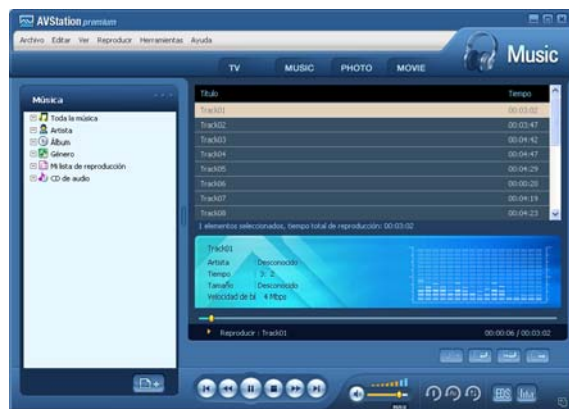 AVStation premium
Archivo Editar Ver Reproducir Herramientas Ayuda
TV MUSIC PHOTO MOVIE
Music
Música
Toda la música
Artista
Álbum
Género
Mi lista de reproducción
CD de audio
Título Tiempo
Track01 00:03:02
Track02 00:03:47
Track03 00:04:42
Track04 00:04:47
Track05 00:04:29
Track06 00:00:20
Track07 00:04:19
Track08 00:04:23
1 elementos seleccionados, tiempo total de reproducción: 00:03:02
Track01
Artista : Desconocido
Tiempo : 3: 2
Tamaño : Desconocido
Velocidad de bi : 4 Mbps
Reproducir : Track01 00:00:06 / 00:03:02
EDS